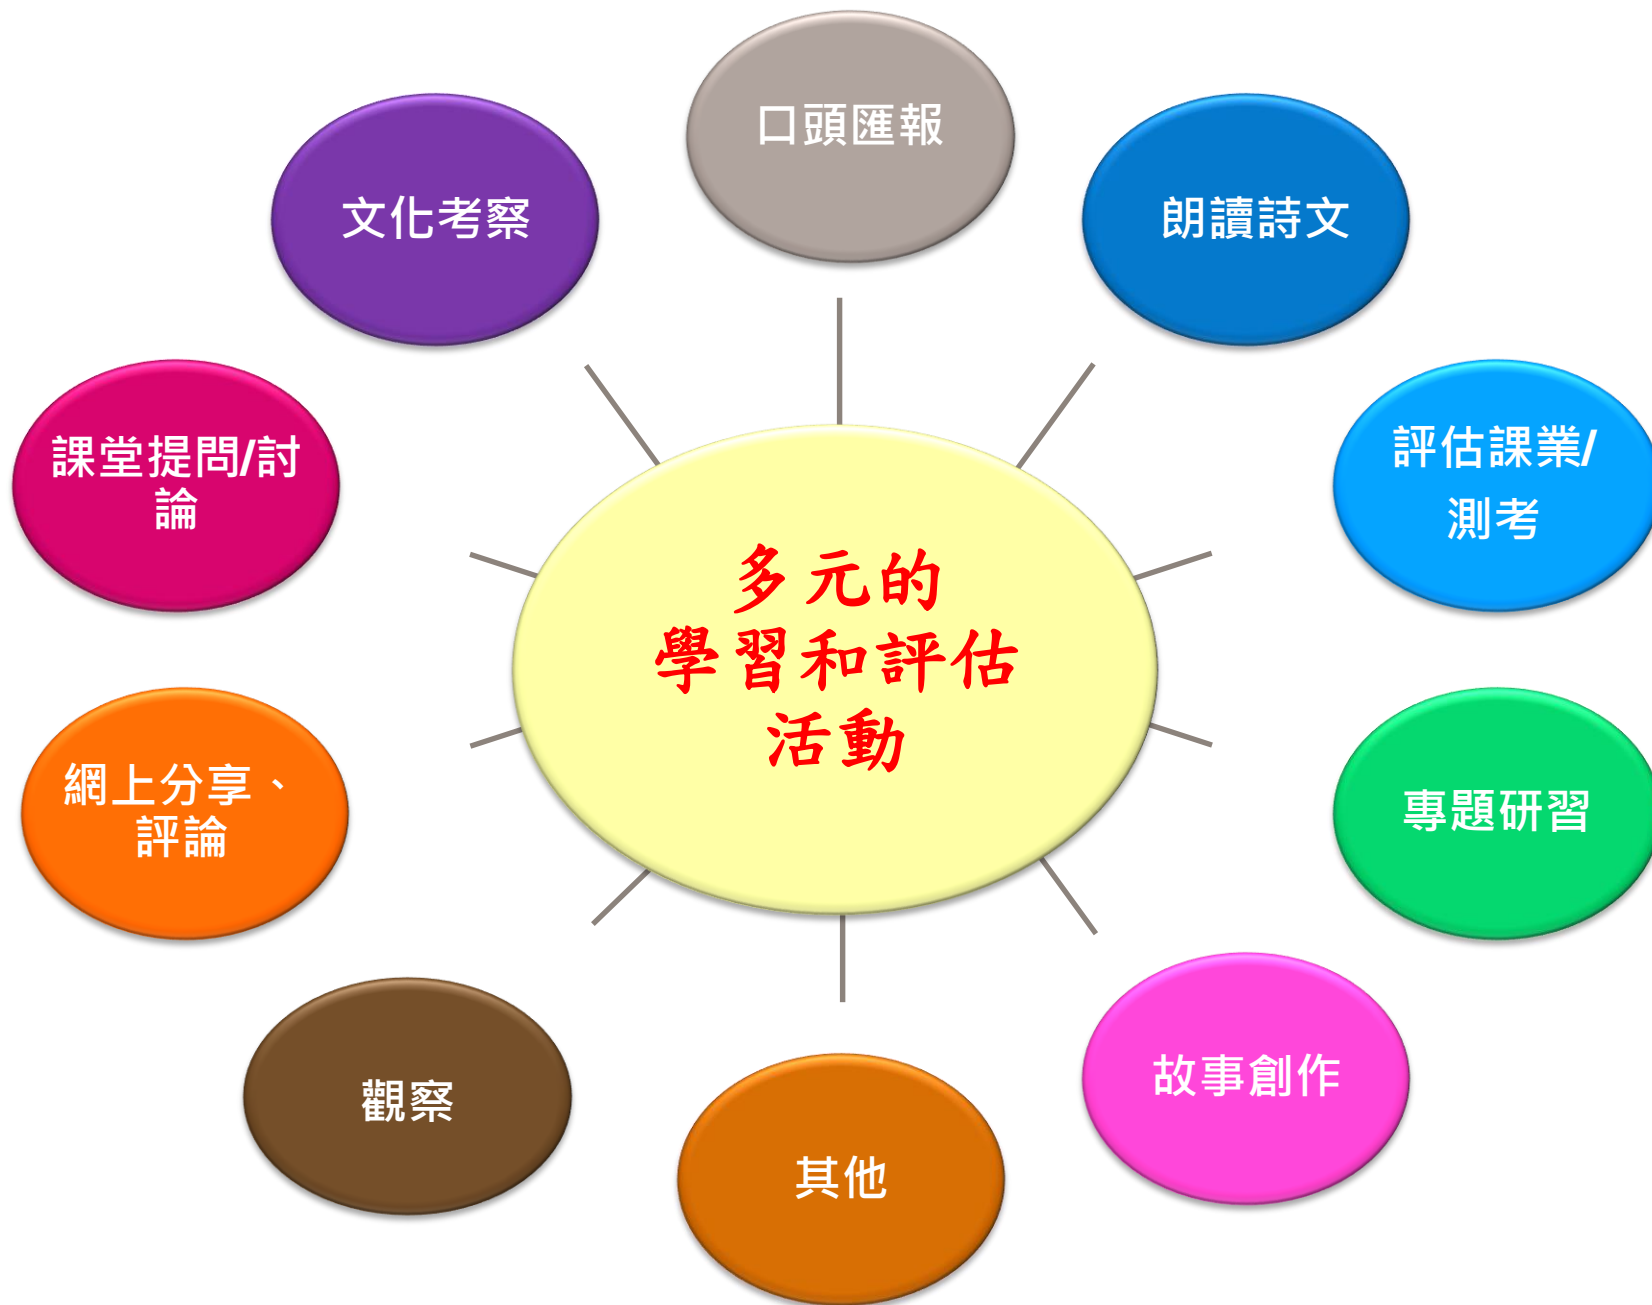 口頭匯報
文化考察
朗讀詩文
課堂提問/討
論
評估課業/
測考
多元的
學習和評估
活動
網上分享、
評論
專題研習
觀察
故事創作
其他